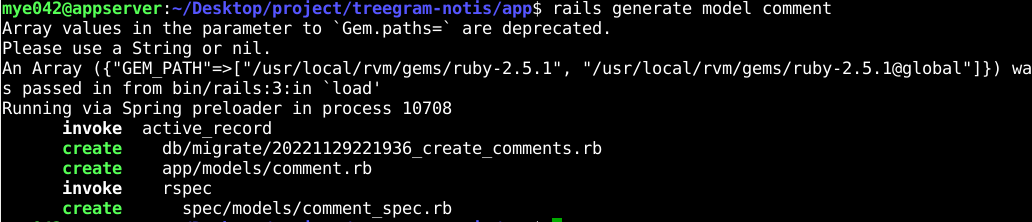 mye042@appserver:~/Desktop/project/treegram-notis/app$ rails generate model comment
Array values in the parameter to `Gem.paths=` are deprecated.
Please use a String or nil.
An Array ({"GEM_PATH"=>["/usr/local/rvm/gems/ruby-2.5.1", "/usr/local/rvm/gems/ruby-2.5.1@global"]}) wa
s passed in from bin/rails:3:in `load'
Running via Spring preloader in process 10708
      invoke  active_record
      create    db/migrate/20221129221936_create_comments.rb
      create    app/models/comment.rb
      invoke    rspec
      create      spec/models/comment_spec.rb